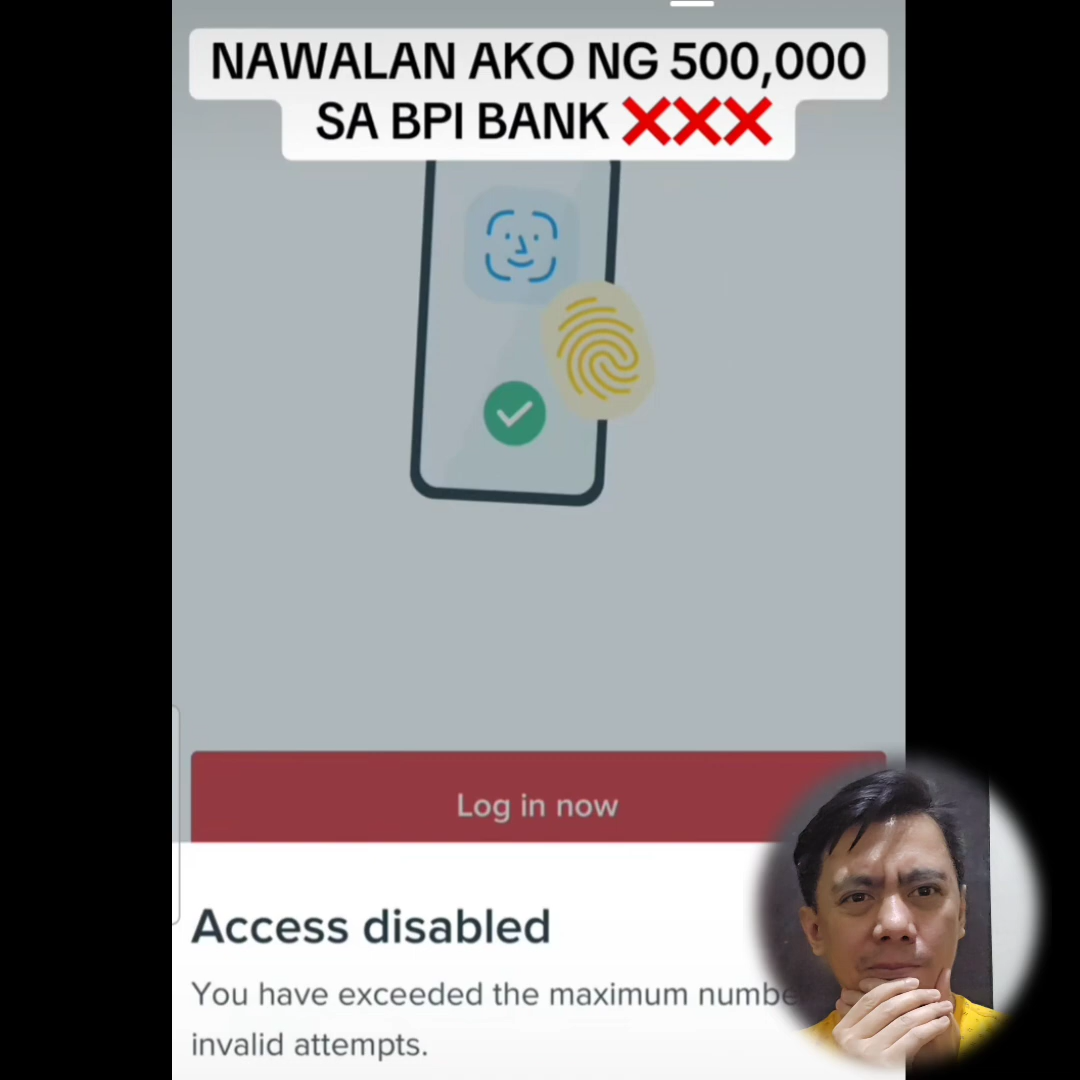 NAWALAN AKO NG 500,000
SA BPI BANK ❌❌❌
Log in now
Access disabled
You have exceeded the maximum numbe
invalid attempts.